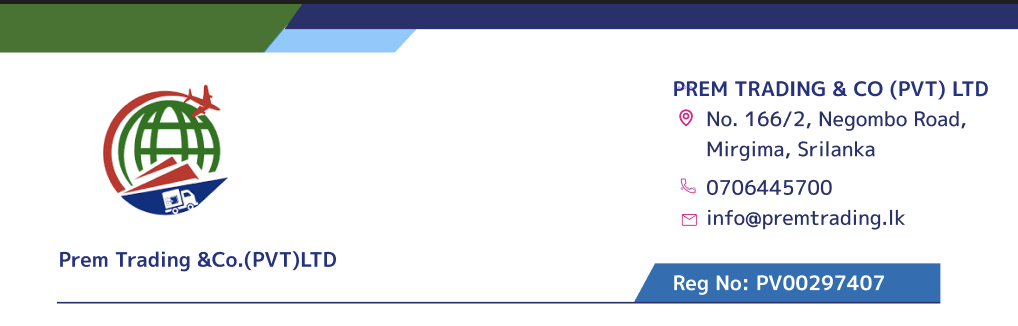 PREM TRADING & CO (PVT) LTD
No. 166/2, Negombo Road,
Mirgima, Srilanka
0706445700
info@premtrading.lk
Prem Trading &Co.(PVT)LTD
Reg No: PV00297407